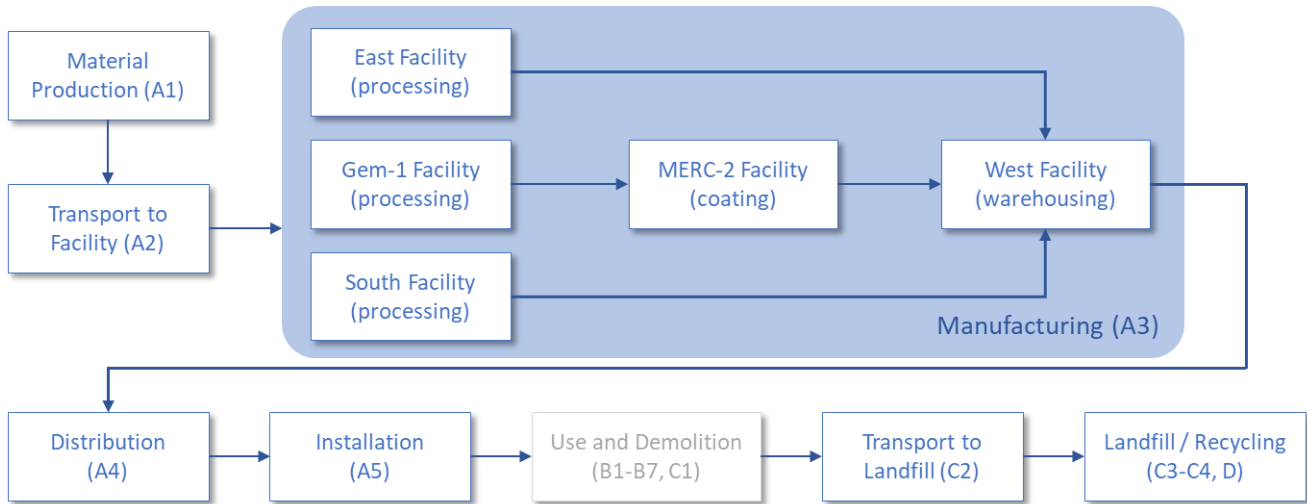 Material
Production (A1)
Transport to
Facility (A2)
East Facility
(processing)
Gem-1 Facility
(processing)
South Facility
(processing)
MERC-2 Facility
(coating)
West Facility
(warehousing)
Manufacturing (A3)
Distribution
(A4)
Installation
(A5)
Use and Demolition
(B1-B7, C1)
Transport to
Landfill (C2)
Landfill / Recycling
(C3-C4, D)